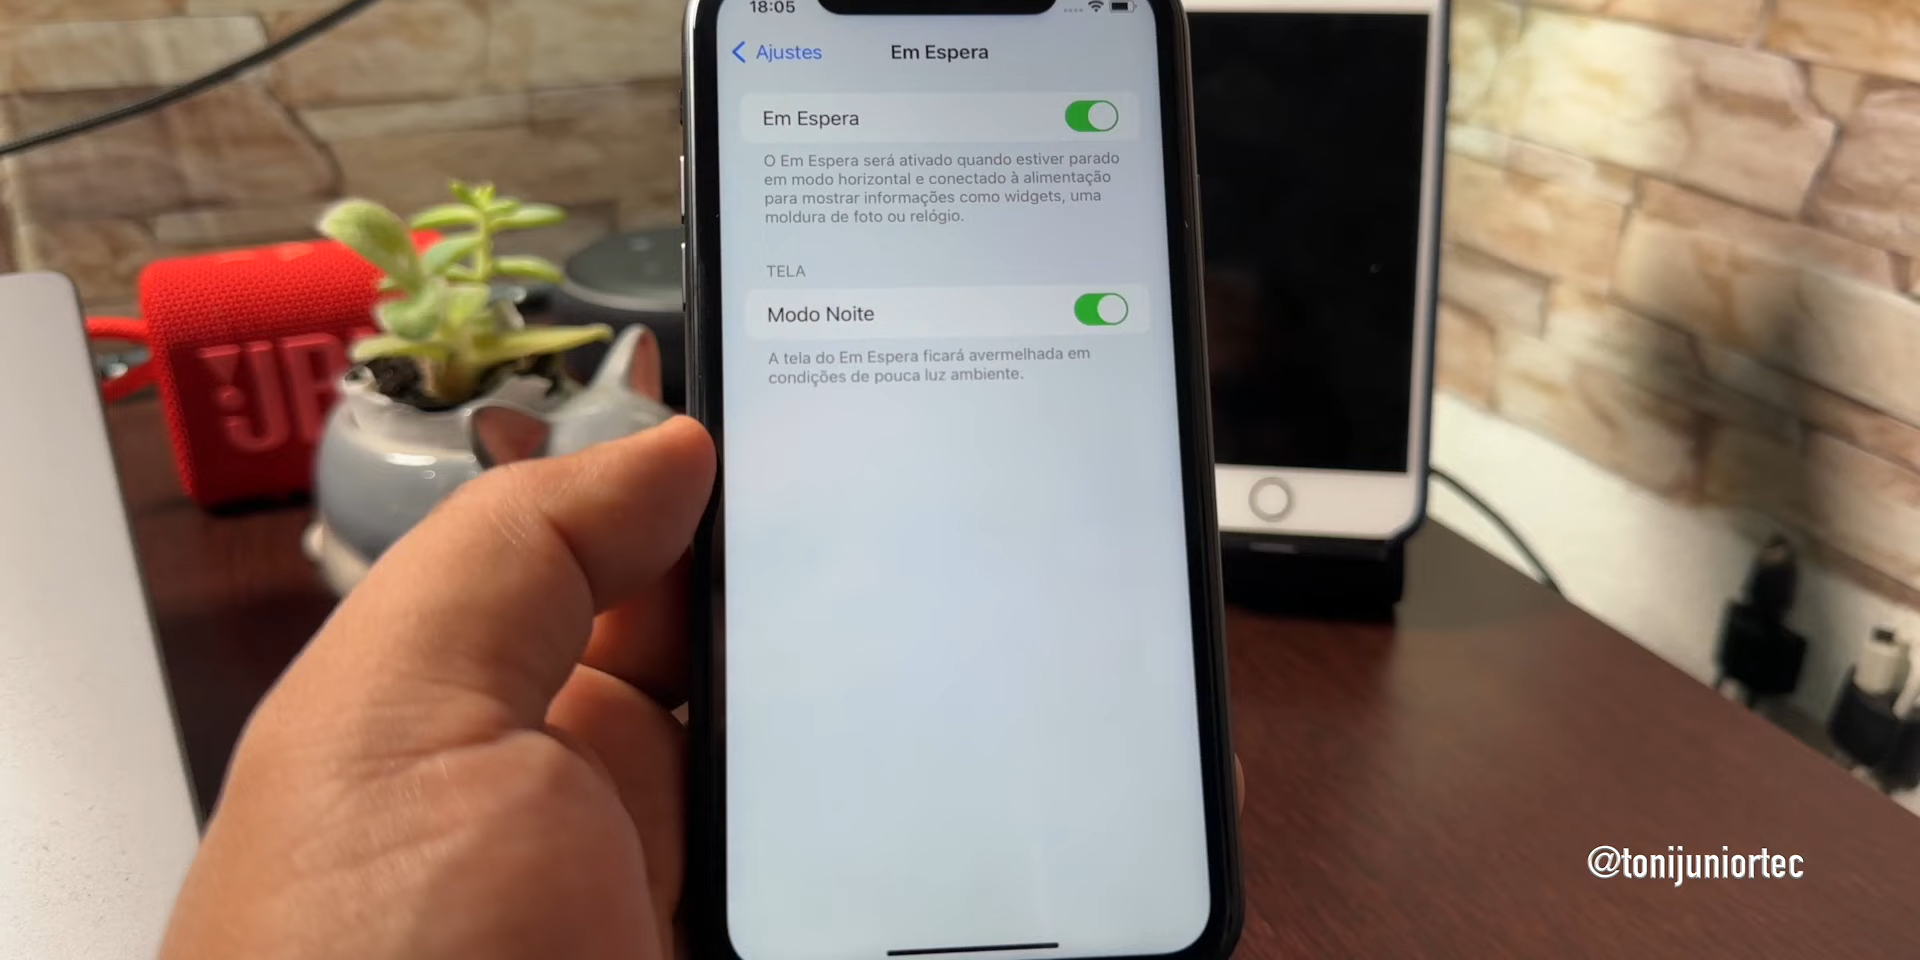 18:05
Ajustes
Em Espera
Em Espera
O Em Espera será ativado quando estiver parado
em modo horizontal e conectado à alimentação
para mostrar informações como widgets, uma
moldura de foto ou relógio.
TELA
Modo Noite
A tela do Em Espera ficará avermelhada em
condições de pouca luz ambiente.
@tonijuniortec